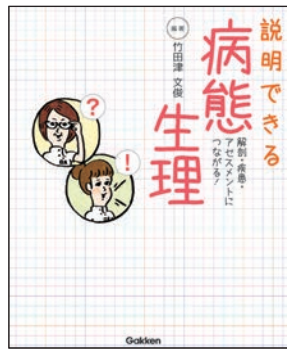 説明できる
病態
生理
解剖・疾患・
アセスメントに
つながる!
編著
竹田津 文俊
?
!
Gakken